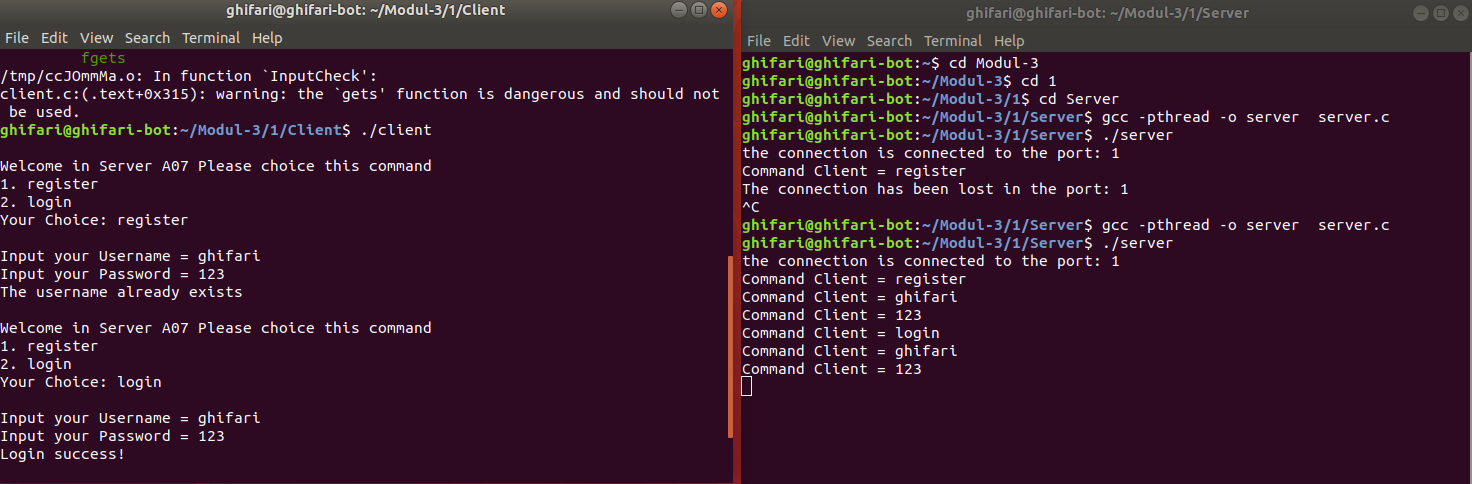 ghifari@ghifari-bot: ~/Modul-3/1/Client
File Edit View Search Terminal Help
fgets
/tmp/ccJOmmMa.o: In function `InputCheck':
client.c:(.text+0x315): warning: the `gets' function is dangerous and should not
 be used.
ghifari@ghifari-bot:~/Modul-3/1/Client$ ./client
Welcome in Server A07 Please choice this command
1. register
2. login
Your Choice: register
Input your Username = ghifari
Input your Password = 123
The username already exists
Welcome in Server A07 Please choice this command
1. register
2. login
Your Choice: login
Input your Username = ghifari
Input your Password = 123
Login success!
ghifari@ghifari-bot: ~/Modul-3/1/Server
File Edit View Search Terminal Help
ghifari@ghifari-bot:~$ cd Modul-3
ghifari@ghifari-bot:~/Modul-3$ cd 1
ghifari@ghifari-bot:~/Modul-3/1$ cd Server
ghifari@ghifari-bot:~/Modul-3/1/Server$ gcc -pthread -o server  server.c
ghifari@ghifari-bot:~/Modul-3/1/Server$ ./server
the connection is connected to the port: 1
Command Client = register
The connection has been lost in the port: 1
^C
ghifari@ghifari-bot:~/Modul-3/1/Server$ gcc -pthread -o server  server.c
ghifari@ghifari-bot:~/Modul-3/1/Server$ ./server
the connection is connected to the port: 1
Command Client = register
Command Client = ghifari
Command Client = 123
Command Client = login
Command Client = ghifari
Command Client = 123